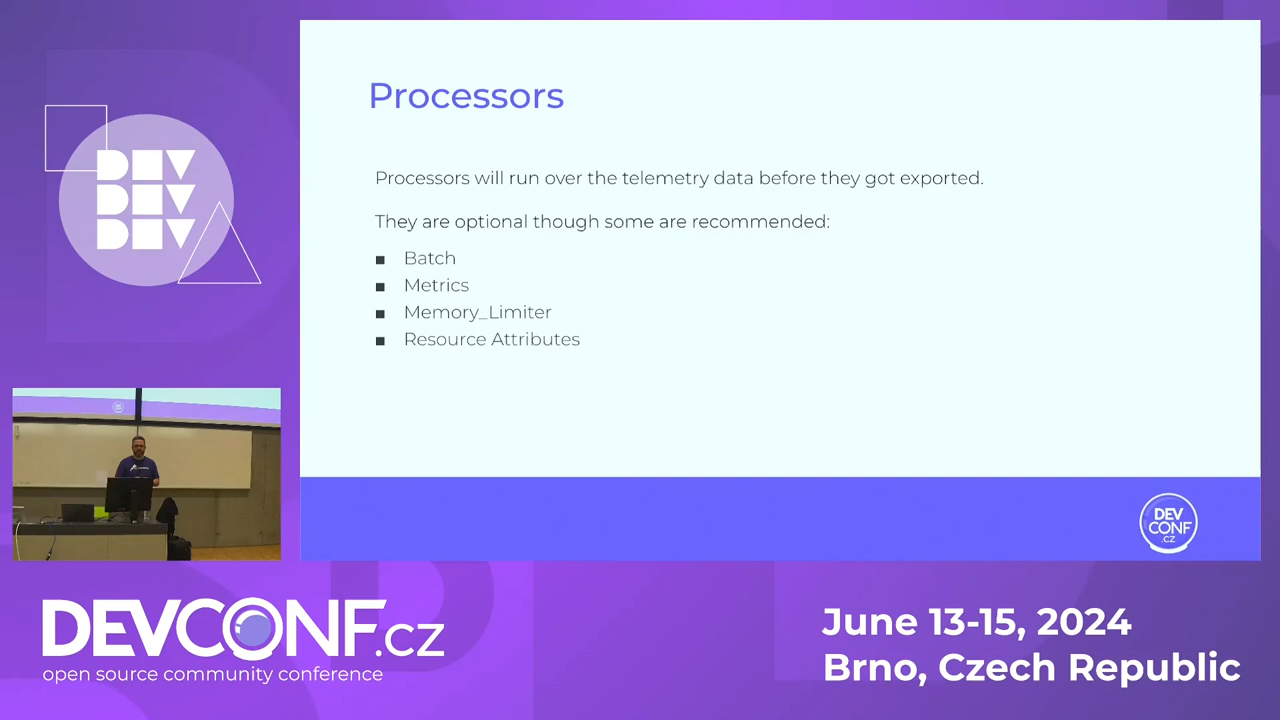 Processors
Processors will run over the telemetry data before they got exported.
They are optional though some are recommended:
■ Batch
■ Metrics
■ Memory_Limiter
■ Resource Attributes
DEV
DEV
DEV
DEV
CONF
.CZ
DEVCONF.cz
open source community conference
June 13-15, 2024
Brno, Czech Republic